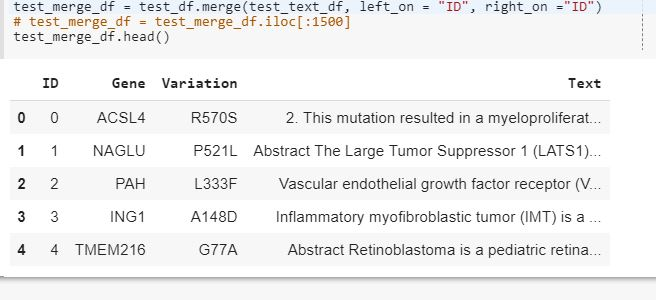 test_merge_df = test_df.merge(test_text_df, left_on = "ID", right_on ="ID")
# test_merge_df = test_merge_df.iloc[:1500]
test_merge_df.head()
ID Gene Variation Text
0 0 ACSL4 R570S 2. This mutation resulted in a myeloproliferat...
1 1 NAGLU P521L Abstract The Large Tumor Suppressor 1 (LATS1)...
2 2 PAH L333F Vascular endothelial growth factor receptor (V...
3 3 ING1 A148D Inflammatory myofibroblastic tumor (IMT) is a ...
4 4 TMEM216 G77A Abstract Retinoblastoma is a pediatric retina...